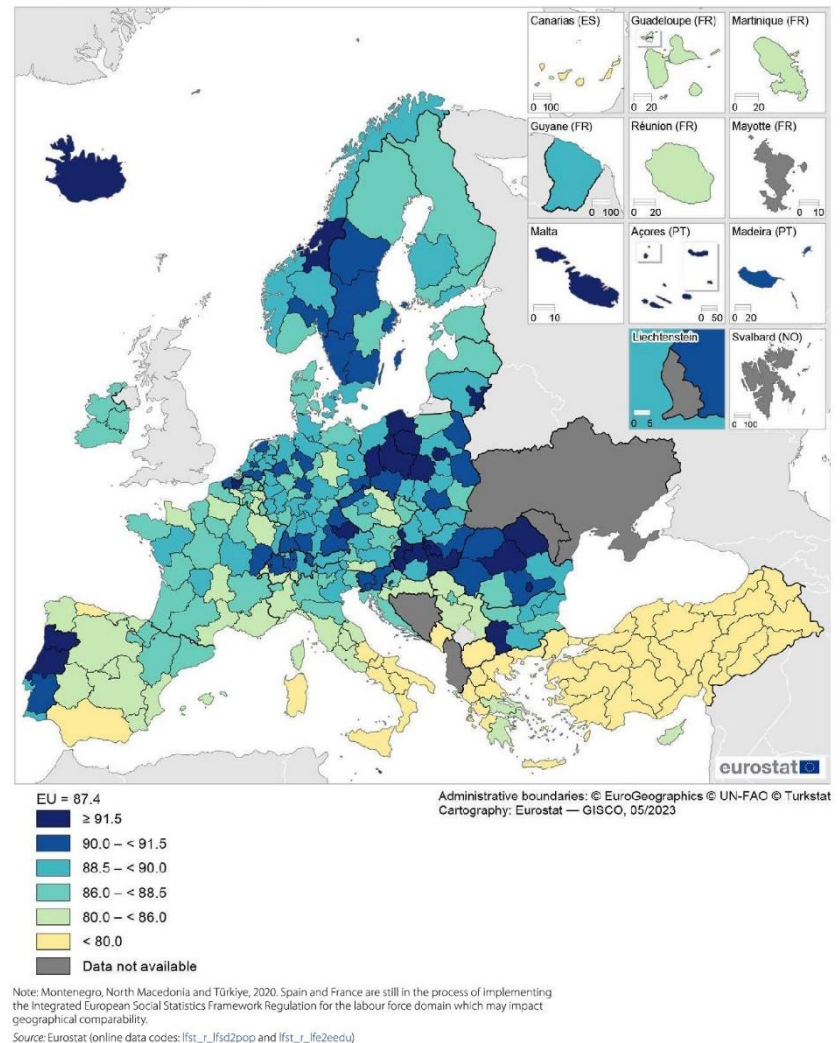 Canarias (ES)
0 100
Guadeloupe (FR)
0 20
Martinique (FR)
0 20
Guyane (FR)
0 100
Réunion (FR)
0 20
Mayotte (FR)
0 10
Malta
0 10
Açores (PT)
0 50
Madeira (PT)
0 20
Liechtenstein
0 5
Svalbard (NO)
0 100
eurostat
Administrative boundaries: © EuroGeographics © UN-FAO © Turkstat
Cartography: Eurostat — GISCO, 05/2023
EU = 87.4
≥ 91.5
90.0 – < 91.5
88.5 – < 90.0
86.0 – < 88.5
80.0 – < 86.0
< 80.0
Data not available
Note: Montenegro, North Macedonia and Türkiye, 2020. Spain and France are still in the process of implementing
the Integrated European Social Statistics Framework Regulation for the labour force domain which may impact
geographical comparability.
Source: Eurostat (online data codes: lfst_r_lfsd2pop and lfst_r_lfe2eedu)